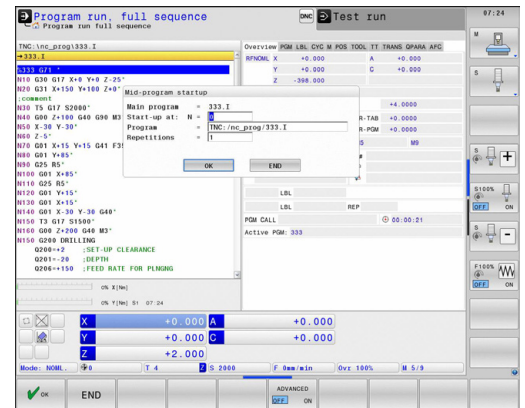 Program run, full sequence
Program run full sequence
DNC
Test run
07:24
TNC:\nc_prog\333.I
→333.I
%333 G71 *
N10 G30 G17 X+0 Y+0 Z-25*
N20 G31 X+150 Y+100 Z+0*
;comment
N30 T5 G17 S2000*
N40 G00 Z+100 G40 G90 M3
N50 X-30 Y-30*
N60 Z-5*
N70 G01 X+15 Y+15 G41 F3
N80 G01 Y+85*
N90 G25 R5*
N100 G01 X+85*
N110 G25 R5*
N120 G01 Y+15*
N130 G01 X+15*
N140 G01 X-30 Y-30 G40*
N150 T3 G17 S1500*
N160 G00 Z+200 G40 M3*
N150 G200 DRILLING
Q200=+2 ;SET-UP CLEARANCE
Q201=-20 ;DEPTH
Q206=+150 ;FEED RATE FOR PLNGNG
Overview PGM LBL CYC M POS TOOL TT TRANS QPARA AFC
RFNOML X +0.000 A +0.000
Y +0.000 C +0.000
Z -398.000
+4.0000
R-TAB +0.0000
R-PGM +0.0000
M9
LBL
LBL REP
PGM CALL 00:00:21
Active PGM: 333
Mid-program startup
Main program = 333.I
Start-up at: N = 0
Program = TNC:/nc_prog/333.I
Repetitions = 1
OK END
0% X[Nm]
0% Y[Nm] S1 07:24
X +0.000 A +0.000
Y +0.000 C +0.000
Z +2.000
Mode: NOML. 0 T 4 Z S 2000 F 0mm/min Ovr 100% M 5/9
M
S
S
S100%
OFF ON
S
F100%
OFF ON
OK
END
ADVANCED
OFF ON